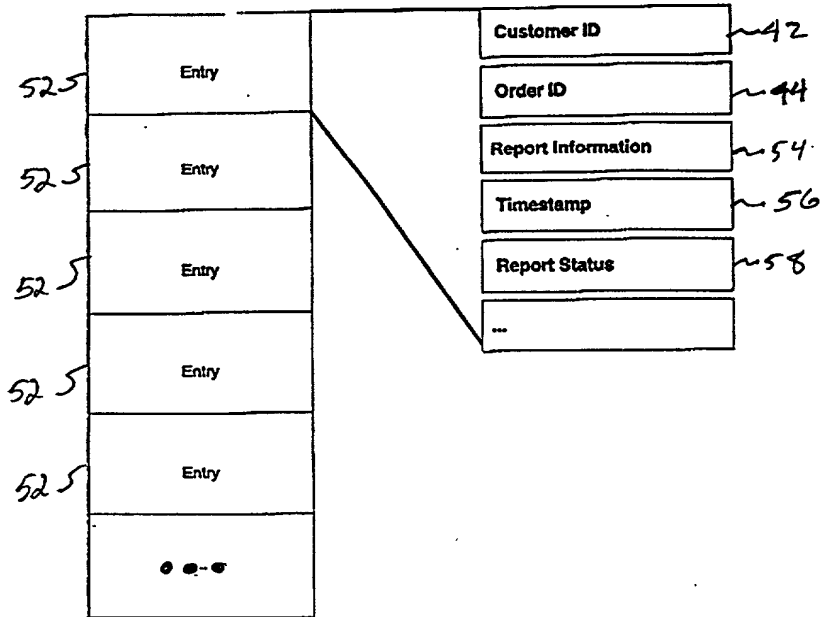 Customer ID 42
52 Entry
Order ID 44
Report Information 54
52 Entry
Timestamp 56
Report Status 58
52 Entry
...
52 Entry
52 Entry
...